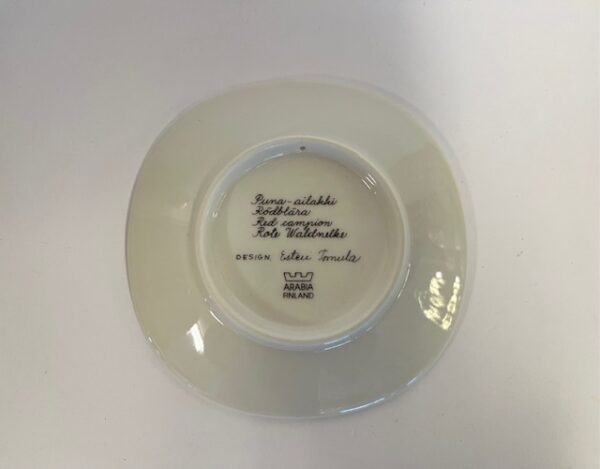 Puna-ailakki
Rödblära
Red campion
Rote Waldnelke
DESIGN Esteri Tomula
ARABIA
FINLAND